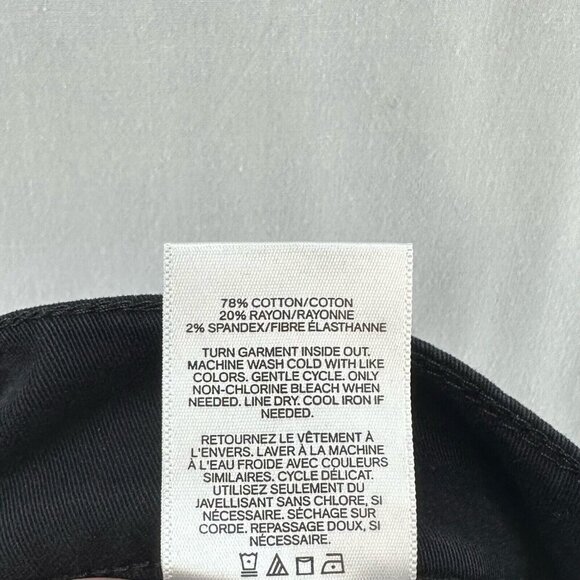 78% COTTON/COTON
20% RAYON/RAYONNE
2% SPANDEX/FIBRE ÉLASTHANNE
TURN GARMENT INSIDE OUT.
MACHINE WASH COLD WITH LIKE
COLORS. GENTLE CYCLE. ONLY
NON-CHLORINE BLEACH WHEN
NEEDED. LINE DRY. COOL IRON IF
NEEDED.
RETOURNEZ LE VÊTEMENT À
L'ENVERS. LAVER À LA MACHINE
À L'EAU FROIDE AVEC COULEURS
SIMILAIRES. CYCLE DÉLICAT.
UTILISEZ SEULEMENT DU
JAVELLISANT SANS CHLORE, SI
NÉCESSAIRE. SÉCHAGE SUR
CORDE. REPASSAGE DOUX, SI
NÉCESSAIRE.